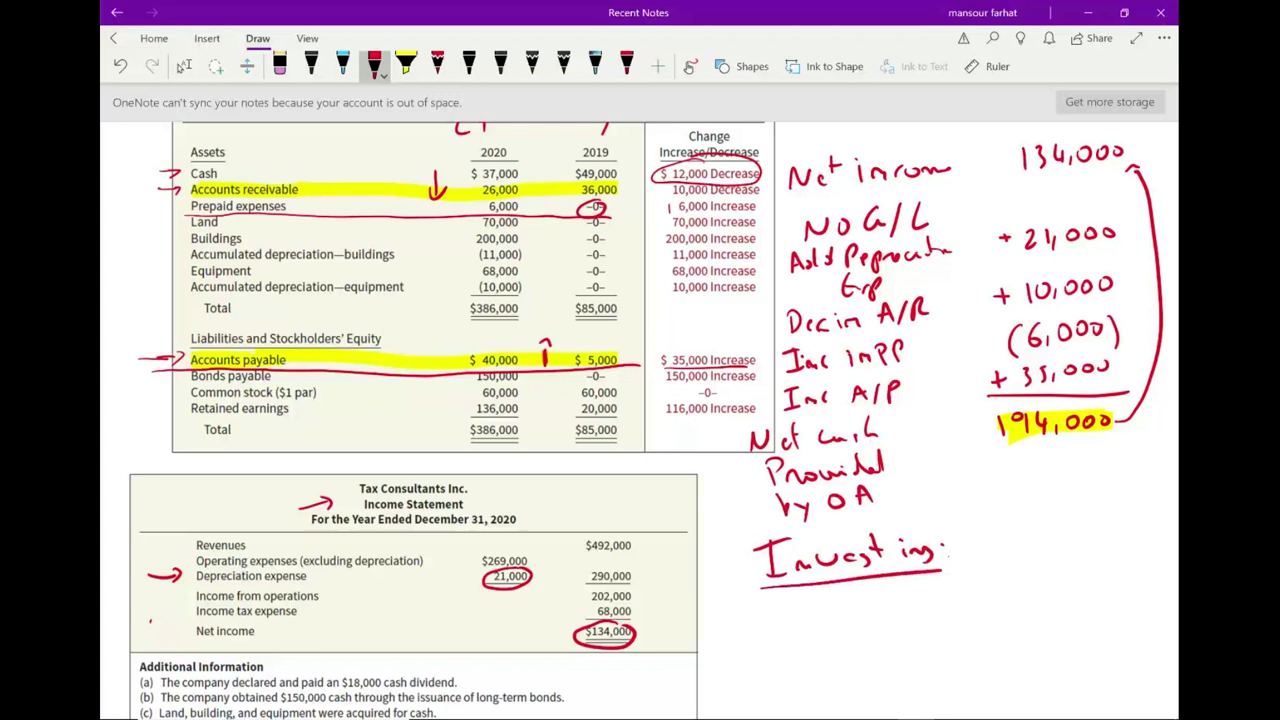 Recent Notes
mansour farhat
Home Insert Draw View
Share
Shapes
Ink to Shape
Ink to Text
Ruler
OneNote can't sync your notes because your account is out of space.
Get more storage
Change
Assets 2020 2019 Increase/Decrease
Cash $ 37,000 $49,000 $ 12,000 Decrease
Accounts receivable 26,000 36,000 10,000 Decrease
Prepaid expenses 6,000 –0– 6,000 Increase
Land 70,000 –0– 70,000 Increase
Buildings 200,000 –0– 200,000 Increase
Accumulated depreciation—buildings (11,000) –0– 11,000 Increase
Equipment 68,000 –0– 68,000 Increase
Accumulated depreciation—equipment (10,000) –0– 10,000 Increase
Total $386,000 $85,000
Liabilities and Stockholders' Equity
Accounts payable $ 40,000 $ 5,000 $ 35,000 Increase
Bonds payable 150,000 –0– 150,000 Increase
Common stock ($1 par) 60,000 60,000 –0–
Retained earnings 136,000 20,000 116,000 Increase
Total $386,000 $85,000
Tax Consultants Inc.
Income Statement
For the Year Ended December 31, 2020
Revenues $492,000
Operating expenses (excluding depreciation) $269,000
Depreciation expense 21,000 290,000
Income from operations 202,000
Income tax expense 68,000
Net income $134,000
Additional Information
(a) The company declared and paid an $18,000 cash dividend.
(b) The company obtained $150,000 cash through the issuance of long-term bonds.
(c) Land, building, and equipment were acquired for cash.
Net income 134,000
NO G/L
Add Depreciation + 21,000
Exp
Dec in A/R + 10,000
Inc in PP (6,000)
Inc A/P + 35,000
Net cash 194,000
Provided
by OA
Investing: